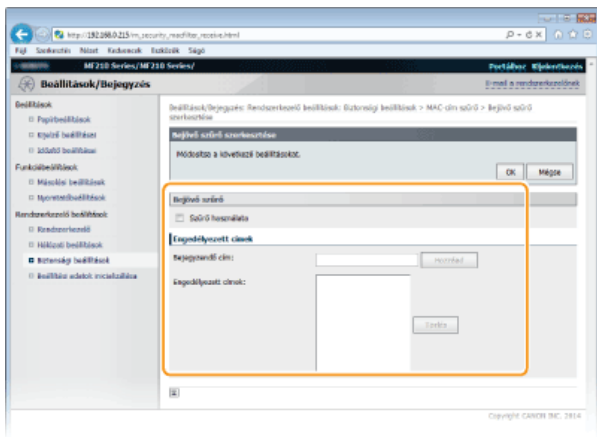 http://192.168.0.215/m_security_macfilter_receive.html
Fájl Szerkesztés Nézet Kedvencek Eszközök Súgó
MF210 Series/MF210 Series/
Portálhoz Kijelentkezés
Beállítások/Bejegyzés
E-mail a rendszerkezelőnek
Beállítások
Papírbeállítások
Kijelző beállításai
Időzítő beállításai
Funkcióbeállítások
Másolási beállítások
Nyomtatóbeállítások
Rendszerkezelő beállítások
Rendszerkezelő
Hálózati beállítások
Biztonsági beállítások
Beállítási adatok inicializálása
Beállítások/Bejegyzés: Rendszerkezelő beállítások: Biztonsági beállítások > MAC-cím szűrő > Bejövő szűrő
szerkesztése
Bejövő szűrő szerkesztése
Módosítsa a következő beállításokat.
OK Mégse
Bejövő szűrő
Szűrő használata
Engedélyezett címek
Bejegyzendő cím:
Hozzáad
Engedélyezett címek:
Törlés
Copyright CANON INC. 2014